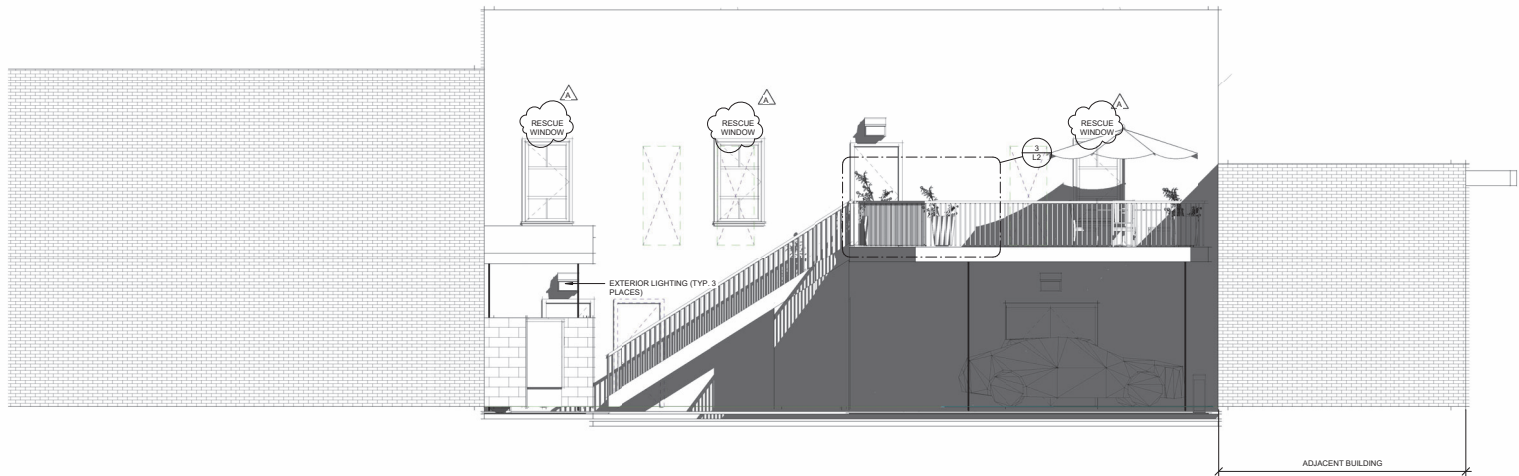 A
A
A
RESCUE
WINDOW
RESCUE
WINDOW
RESCUE
WINDOW
3
L2
EXTERIOR LIGHTING (TYP. 3
PLACES)
ADJACENT BUILDING